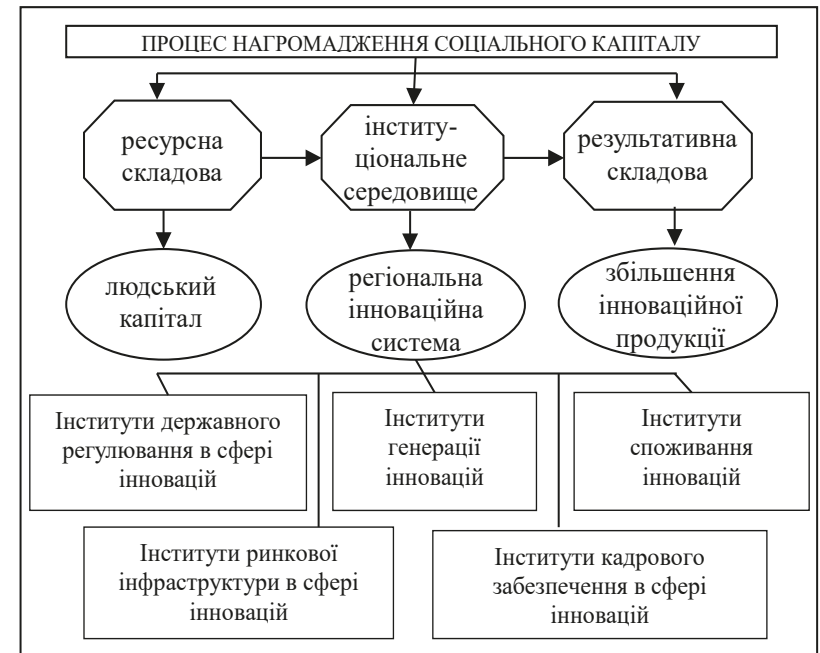 ПРОЦЕС НАГРОМАДЖЕННЯ СОЦІАЛЬНОГО КАПІТАЛУ
ресурсна
складова
інститу-
ціональне
середовище
результативна
складова
людський
капітал
регіональна
інноваційна
система
збільшення
інноваційної
продукції
Інститути державного
регулювання в сфері
інновацій
Інститути
генерації
інновацій
Інститути
споживання
інновацій
Інститути ринкової
інфраструктури в сфері
інновацій
Інститути кадрового
забезпечення в сфері
інновацій